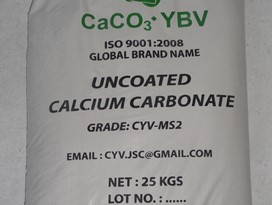 CaCO₃• YBV
ISO 9001:2008
GLOBAL BRAND NAME
UNCOATED
CALCIUM CARBONATE
GRADE: CYV-MS2
EMAIL : CYV.JSC@GMAIL.COM
NET : 25 KGS
LOT NO. : ......